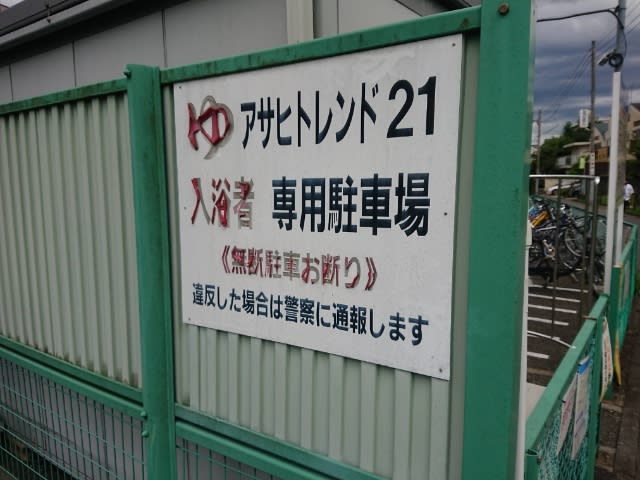 ゆ アサヒトレンド21
入浴者 専用駐車場
《無断駐車お断り》
違反した場合は警察に通報します